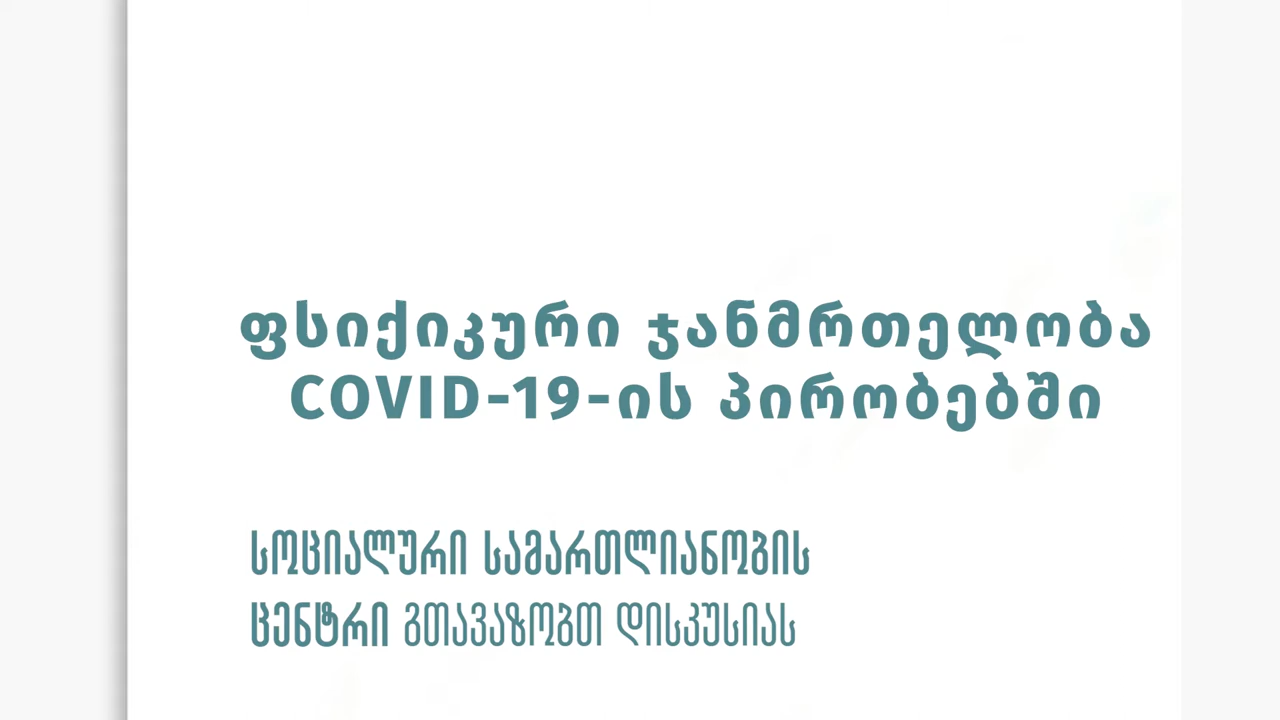 ფსიქიკური ჯანმრთელობა
COVID-19-ის პირობებში
სოციალური სამართლიანობის
ცენტრი გთავაზობთ დისკუსიას